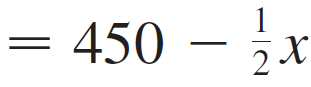 = 450 − ½x